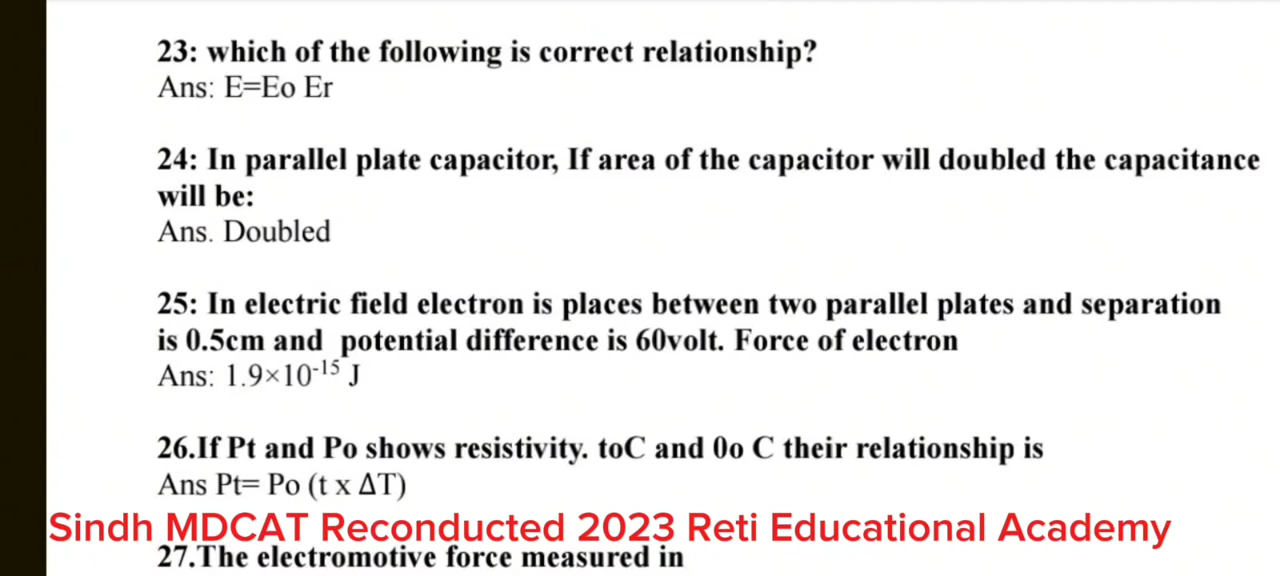 23: which of the following is correct relationship?
Ans: E=Eo Er
24: In parallel plate capacitor, If area of the capacitor will doubled the capacitance
will be:
Ans. Doubled
25: In electric field electron is places between two parallel plates and separation
is 0.5cm and potential difference is 60volt. Force of electron
Ans: 1.9×10⁻¹⁵ J
26.If Pt and Po shows resistivity. toC and 0o C their relationship is
Ans Pt= Po (t x ΔT)
Sindh MDCAT Reconducted 2023 Reti Educational Academy
27.The electromotive force measured in